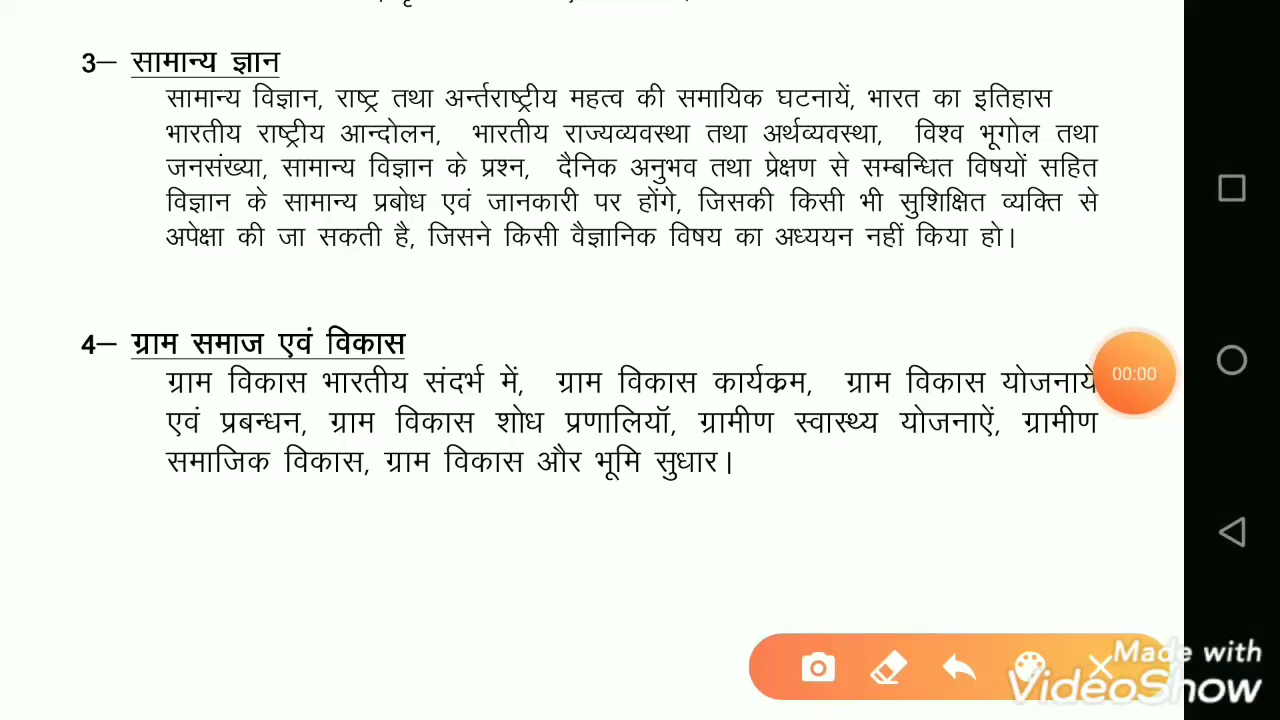 3— सामान्य ज्ञान
सामान्य विज्ञान, राष्ट्र तथा अर्न्तराष्ट्रीय महत्व की समायिक घटनायें, भारत का इतिहास
भारतीय राष्ट्रीय आन्दोलन, भारतीय राज्यव्यवस्था तथा अर्थव्यवस्था, विश्व भूगोल तथा
जनसंख्या, सामान्य विज्ञान के प्रश्न, दैनिक अनुभव तथा प्रेक्षण से सम्बन्धित विषयों सहित
विज्ञान के सामान्य प्रबोध एवं जानकारी पर होंगे, जिसकी किसी भी सुशिक्षित व्यक्ति से
अपेक्षा की जा सकती है, जिसने किसी वैज्ञानिक विषय का अध्ययन नहीं किया हो।
4— ग्राम समाज एवं विकास
ग्राम विकास भारतीय संदर्भ में, ग्राम विकास कार्यक्रम, ग्राम विकास योजनाये
एवं प्रबन्धन, ग्राम विकास शोध प्रणालियॉ, ग्रामीण स्वास्थ्य योजनाऐं, ग्रामीण
समाजिक विकास, ग्राम विकास और भूमि सुधार।
00:00
Made with
VideoShow